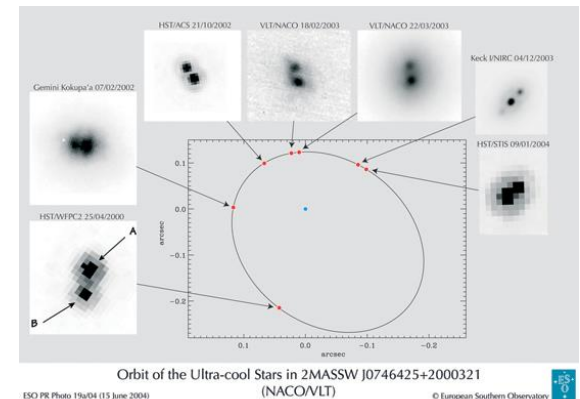 HST/ACS 21/10/2002
VLT/NACO 18/02/2003
VLT/NACO 22/03/2003
Keck I/NIRC 04/12/2003
Gemini Kokupa'a 07/02/2002
HST/STIS 09/01/2004
HST/WFPC2 25/04/2000
A
B
0.1
0.0
-0.1
-0.2
arcsec
0.1
0.0
-0.1
-0.2
arcsec
Orbit of the Ultra-cool Stars in 2MASSW J0746425+2000321
(NACO/VLT)
ESO PR Photo 19a/04 (15 June 2004)
© European Southern Observatory